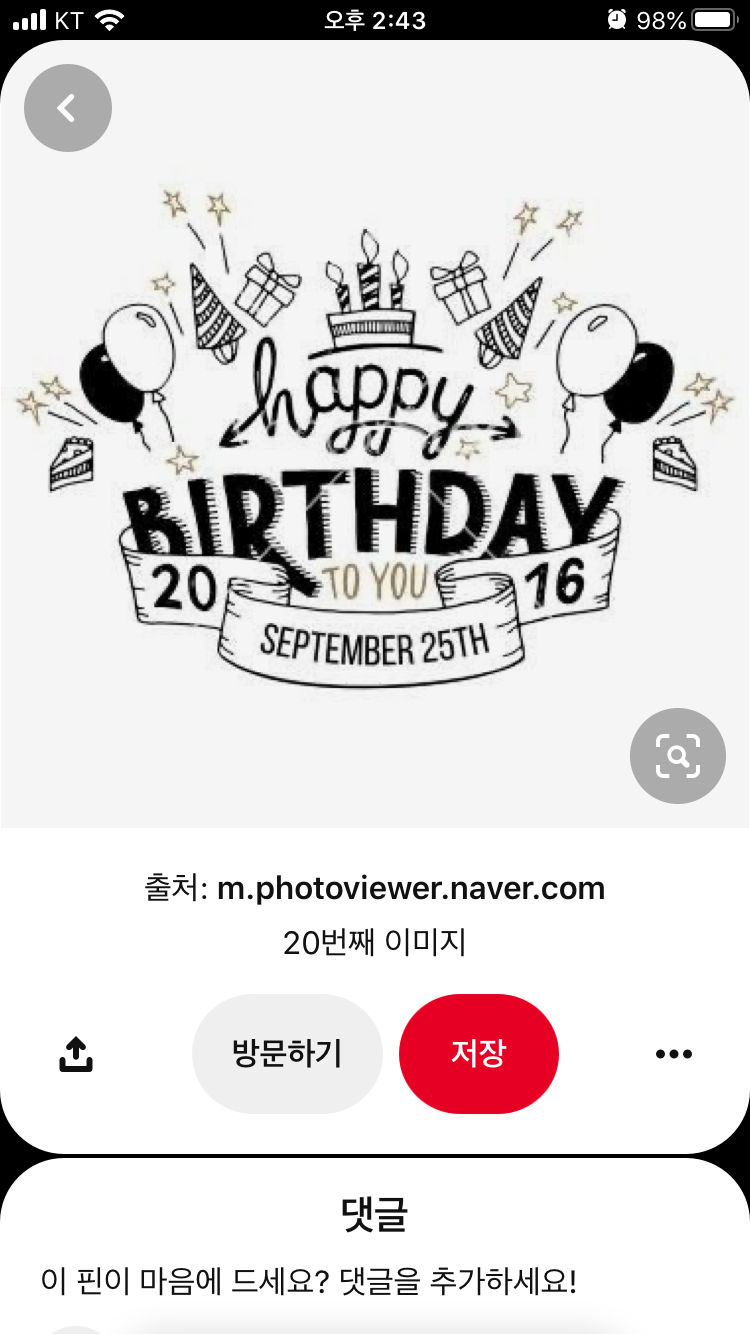 KT 오후 2:43 98%
happy
BIRTHDAY
20 TO YOU 16
SEPTEMBER 25TH
출처: m.photoviewer.naver.com
20번째 이미지
방문하기 저장
댓글
이 핀이 마음에 드세요? 댓글을 추가하세요!